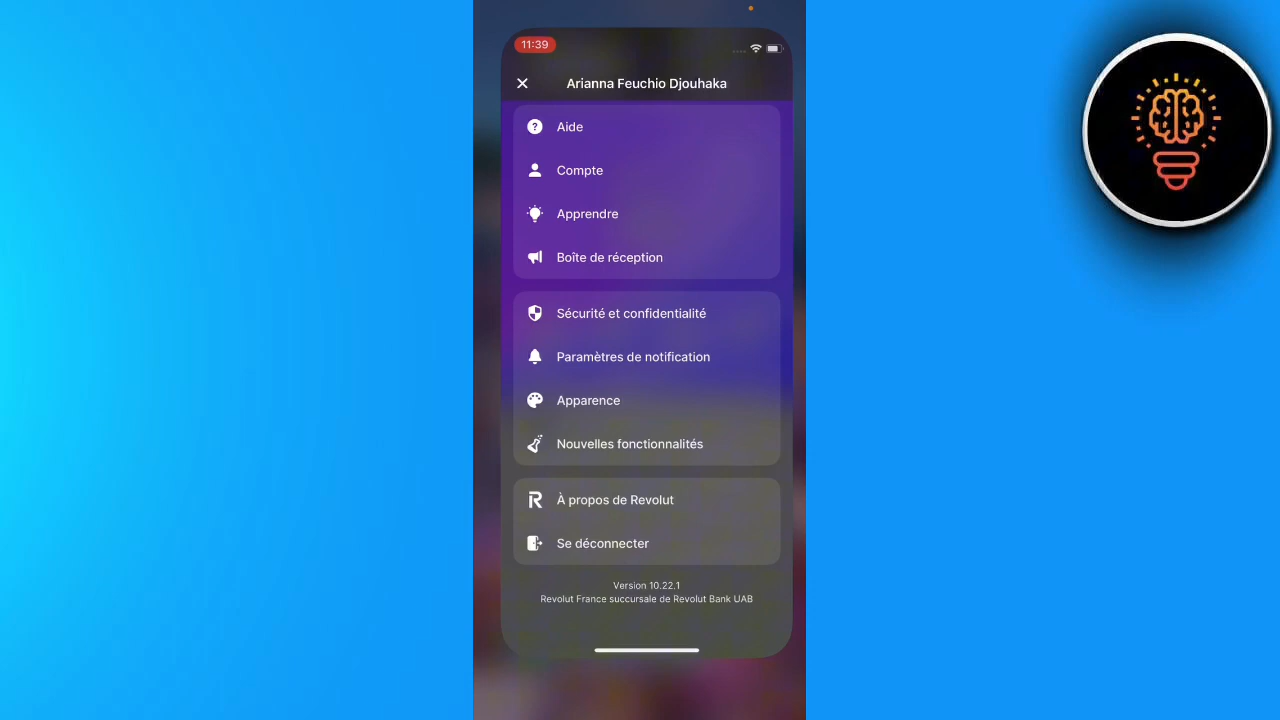 11:39
Arianna Feuchio Djouhaka
Aide
Compte
Apprendre
Boîte de réception
Sécurité et confidentialité
Paramètres de notification
Apparence
Nouvelles fonctionnalités
À propos de Revolut
Se déconnecter
Version 10.22.1
Revolut France succursale de Revolut Bank UAB